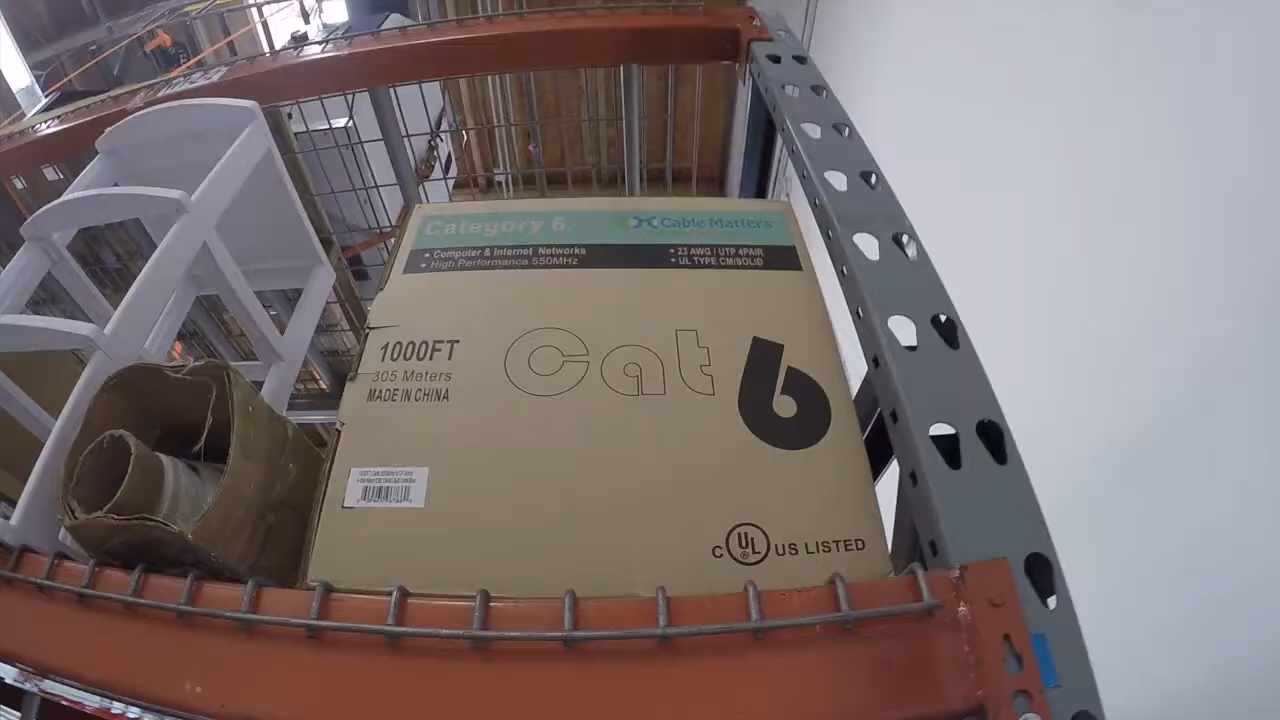 Category 6
Cable Matters
• Computer & Internet Networks
• High Performance 550MHz
• 23 AWG / UTP 4PAIR
• UL TYPE CM/SOLID
1000FT
305 Meters
MADE IN CHINA
Cat 6
C UL ® US LISTED